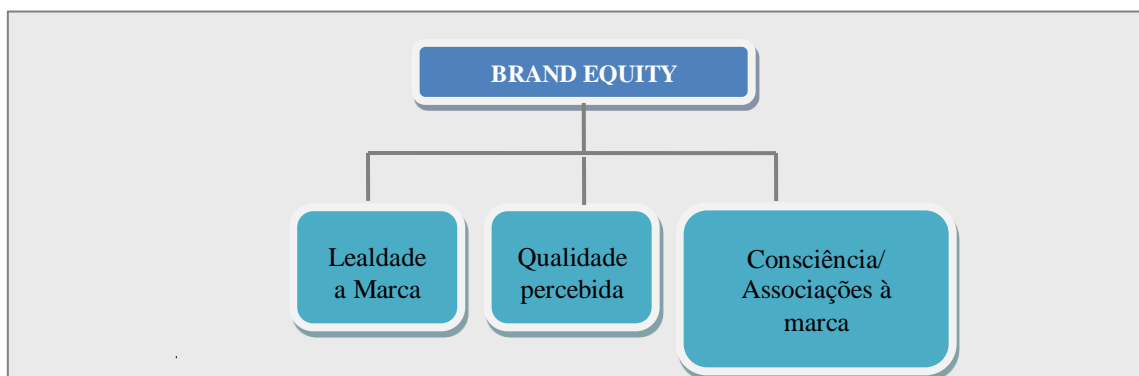 BRAND EQUITY
Lealdade
a Marca
Qualidade
percebida
Consciência/
Associações à
marca
.